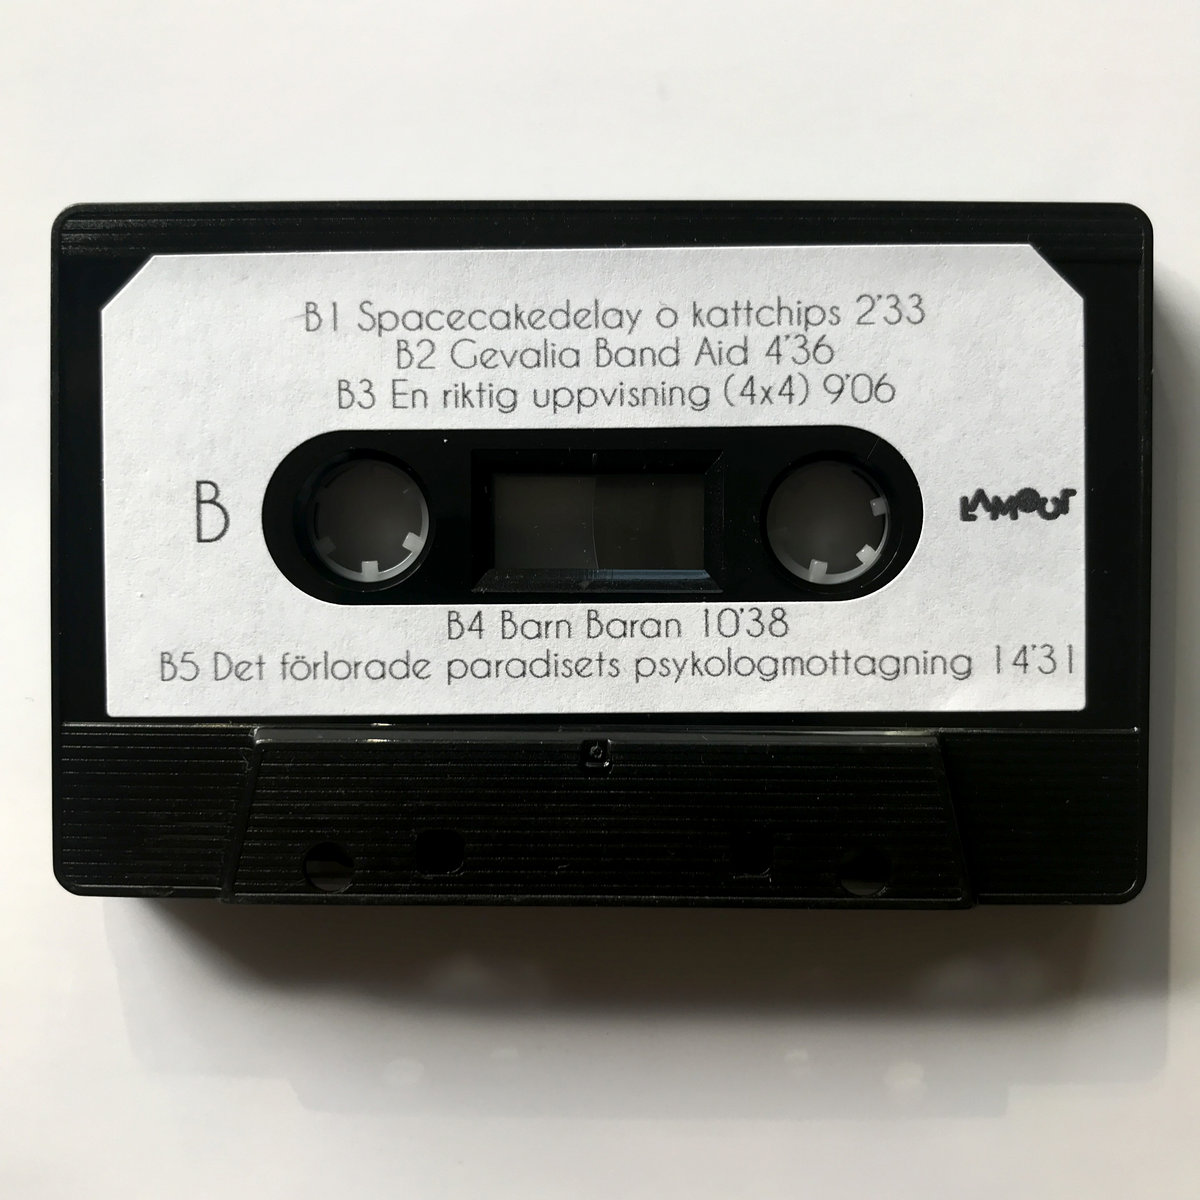 B1 Spacecakedelay o kattchips 2'33
B2 Gevalia Band Aid 4'36
B3 En riktig uppvisning (4x4) 9'06
B
LAMOUR
B4 Barn Baran 10'38
B5 Det förlorade paradisets psykologmottagning 14'31